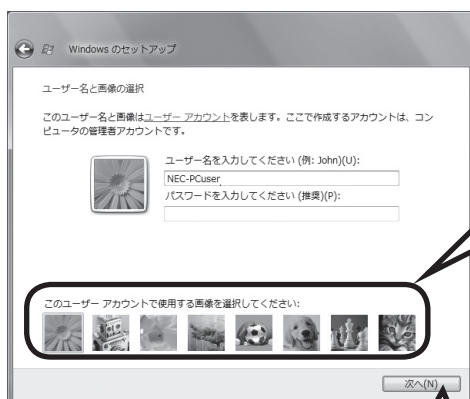 Windows のセットアップ
ユーザー名と画像の選択
このユーザー名と画像はユーザー アカウントを表します。ここで作成するアカウントは、コン
ピュータの管理者アカウントです。
ユーザー名を入力してください (例: John)(U):
NEC-PCuser
パスワードを入力してください (推奨)(P):
このユーザー アカウントで使用する画像を選択してください:
次へ(N)